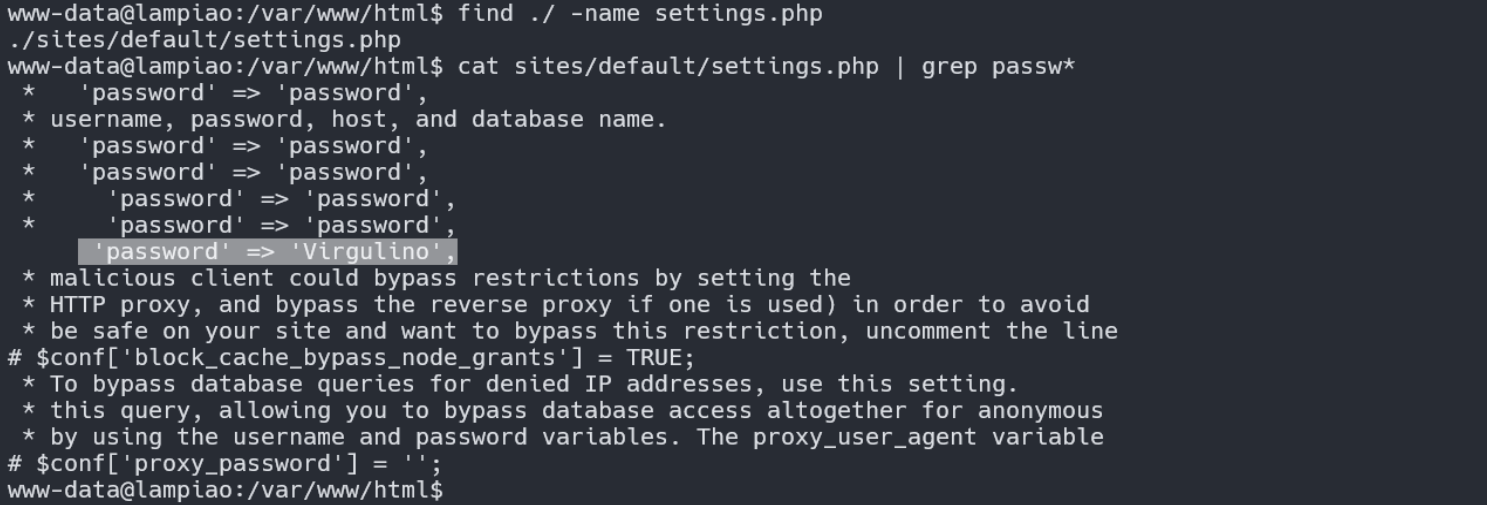 www-data@lampiao:/var/www/html$ find ./ -name settings.php
./sites/default/settings.php
www-data@lampiao:/var/www/html$ cat sites/default/settings.php | grep passw*
 *   'password' => 'password',
 * username, password, host, and database name.
 *   'password' => 'password',
 *   'password' => 'password',
 *     'password' => 'password',
 *     'password' => 'password',
      'password' => 'Virgulino',
 * malicious client could bypass restrictions by setting the
 * HTTP proxy, and bypass the reverse proxy if one is used) in order to avoid
 * be safe on your site and want to bypass this restriction, uncomment the line
# $conf['block_cache_bypass_node_grants'] = TRUE;
 * To bypass database queries for denied IP addresses, use this setting.
 * this query, allowing you to bypass database access altogether for anonymous
 * by using the username and password variables. The proxy_user_agent variable
# $conf['proxy_password'] = '';
www-data@lampiao:/var/www/html$